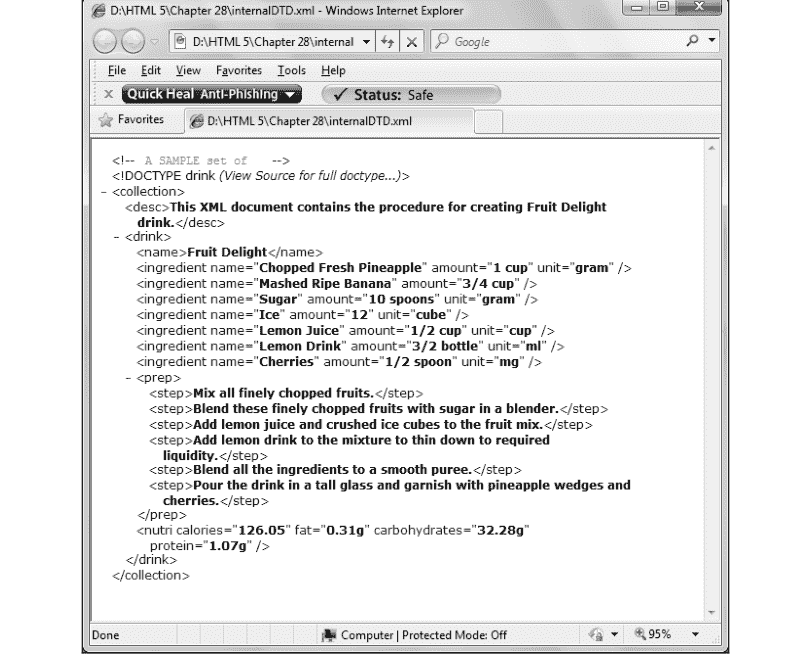 D:\HTML 5\Chapter 28\internalDTD.xml - Windows Internet Explorer
D:\HTML 5\Chapter 28\internal
Google
File Edit View Favorites Tools Help
x Quick Heal Anti-Phishing Status: Safe
Favorites D:\HTML 5\Chapter 28\internalDTD.xml
<!-- A SAMPLE set of -->
<!DOCTYPE drink (View Source for full doctype...)>
- <collection>
<desc>This XML document contains the procedure for creating Fruit Delight
drink.</desc>
- <drink>
<name>Fruit Delight</name>
<ingredient name="Chopped Fresh Pineapple" amount="1 cup" unit="gram" />
<ingredient name="Mashed Ripe Banana" amount="3/4 cup" />
<ingredient name="Sugar" amount="10 spoons" unit="gram" />
<ingredient name="Ice" amount="12" unit="cube" />
<ingredient name="Lemon Juice" amount="1/2 cup" unit="cup" />
<ingredient name="Lemon Drink" amount="3/2 bottle" unit="ml" />
<ingredient name="Cherries" amount="1/2 spoon" unit="mg" />
- <prep>
<step>Mix all finely chopped fruits.</step>
<step>Blend these finely chopped fruits with sugar in a blender.</step>
<step>Add lemon juice and crushed ice cubes to the fruit mix.</step>
<step>Add lemon drink to the mixture to thin down to required
liquidity.</step>
<step>Blend all the ingredients to a smooth puree.</step>
<step>Pour the drink in a tall glass and garnish with pineapple wedges and
cherries.</step>
</prep>
<nutri calories="126.05" fat="0.31g" carbohydrates="32.28g"
protein="1.07g" />
</drink>
</collection>
Done Computer | Protected Mode: Off 95%